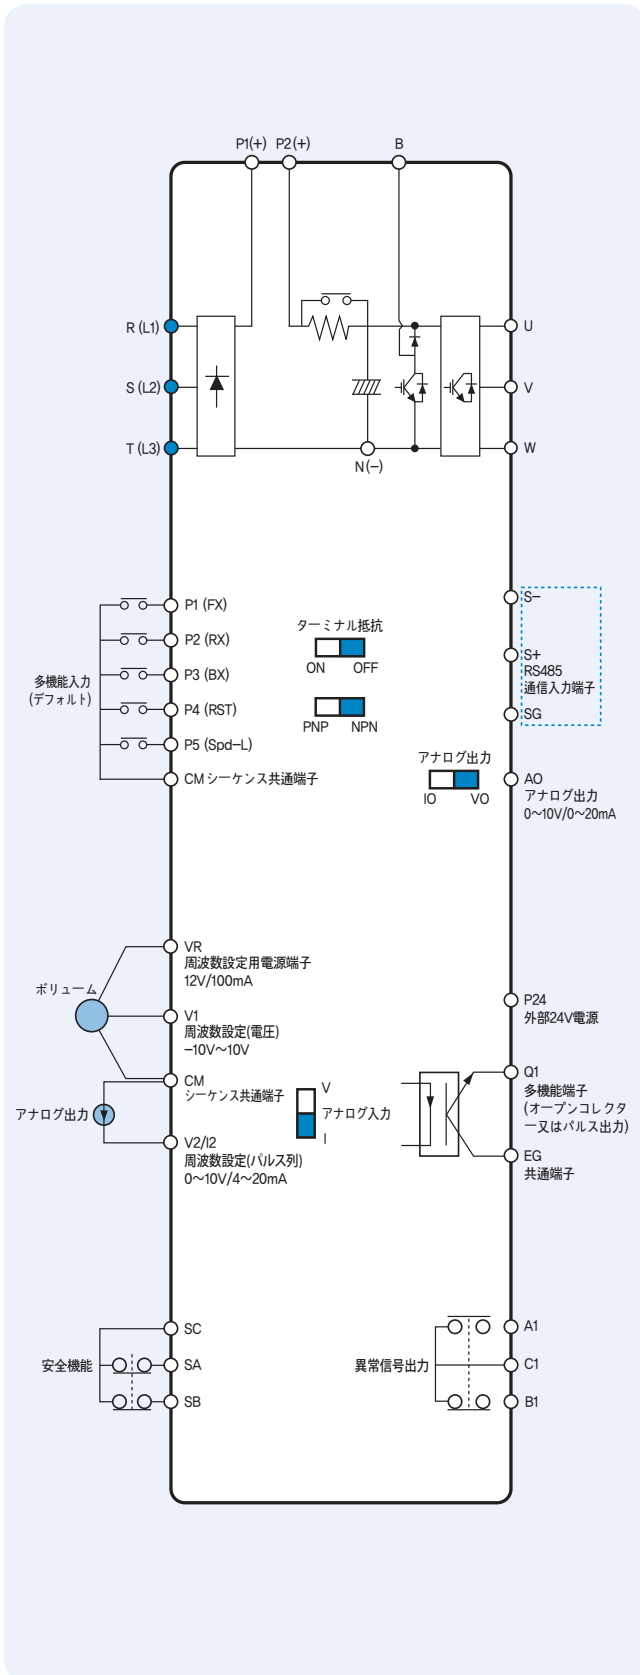 P1(+)
P2(+)
B
R (L1)
S (L2)
T (L3)
U
V
W
N(−)
多機能入力
(デフォルト)
P1 (FX)
P2 (RX)
P3 (BX)
P4 (RST)
P5 (Spd-L)
CM シーケンス共通端子
ターミナル抵抗
ON
OFF
PNP
NPN
S−
S+
RS485
通信入力端子
SG
アナログ出力
IO
VO
AO
アナログ出力
0〜10V/0〜20mA
ボリューム
VR
周波数設定用電源端子
12V/100mA
V1
周波数設定(電圧)
−10V〜10V
CM
シーケンス共通端子
アナログ出力
V2/I2
周波数設定(パルス列)
0〜10V/4〜20mA
V
アナログ入力
I
P24
外部24V電源
Q1
多機能端子
(オープンコレクタ
ー又はパルス出力)
EG
共通端子
安全機能
SC
SA
SB
異常信号出力
A1
C1
B1